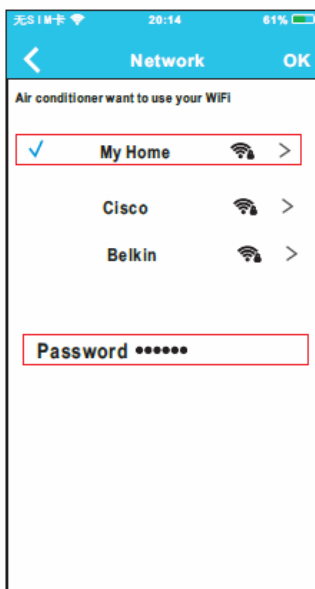 无SIM卡 20:14 61%
Network OK
Air conditioner want to use your WiFi
My Home
Cisco
Belkin
Password ••••••